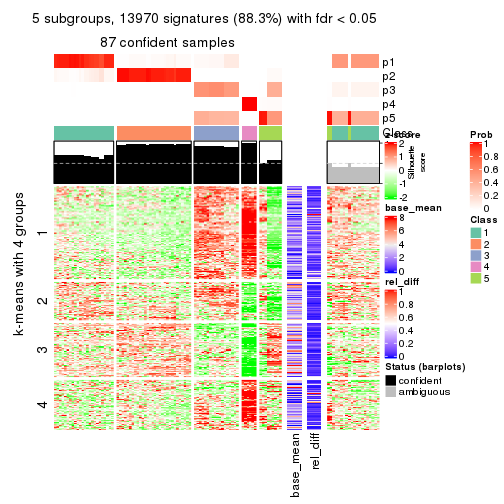 5 subgroups, 13970 signatures (88.3%) with fdr < 0.05
87 confident samples
p1
p2
p3
p4
p5
Class
Silhouette
score
k-means with 4 groups
1
2
3
4
base_mean
rel_diff
z-score
2
1
0
-1
-2
base_mean
8
6
4
2
0
rel_diff
1
0.8
0.6
0.4
0.2
0
Status (barplots)
confident
ambiguous
Prob
1
0.8
0.6
0.4
0.2
0
Class
1
2
3
4
5